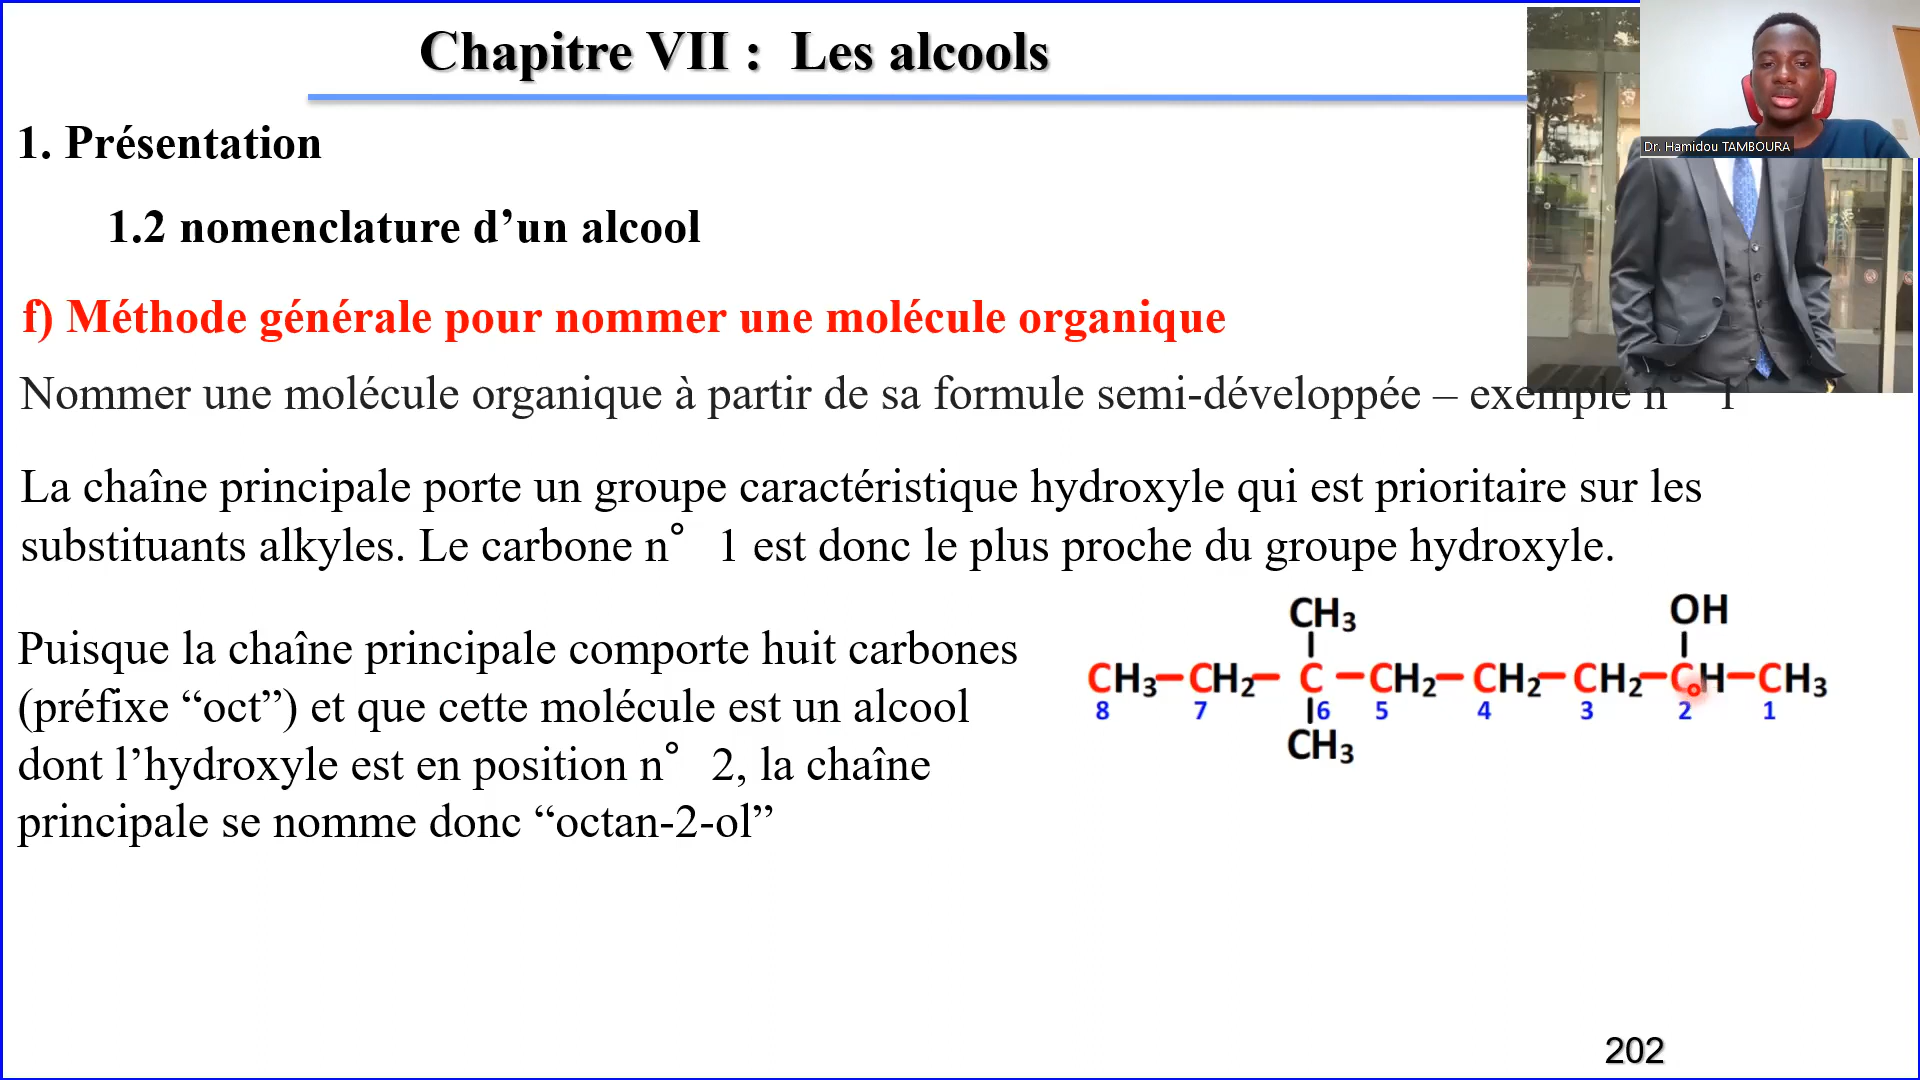 Chapitre VII : Les alcools
Dr. Hamidou TAMBOURA
1. Présentation
1.2 nomenclature d’un alcool
f) Méthode générale pour nommer une molécule organique
Nommer une molécule organique à partir de sa formule semi-développée – exemple n° 1
La chaîne principale porte un groupe caractéristique hydroxyle qui est prioritaire sur les
substituants alkyles. Le carbone n° 1 est donc le plus proche du groupe hydroxyle.
Puisque la chaîne principale comporte huit carbones
(préfixe “oct”) et que cette molécule est un alcool
dont l’hydroxyle est en position n° 2, la chaîne
principale se nomme donc “octan-2-ol”
CH₃ OH
CH₃–CH₂–C–CH₂–CH₂–CH₂–CH–CH₃
8 7 6 5 4 3 2 1
CH₃
202